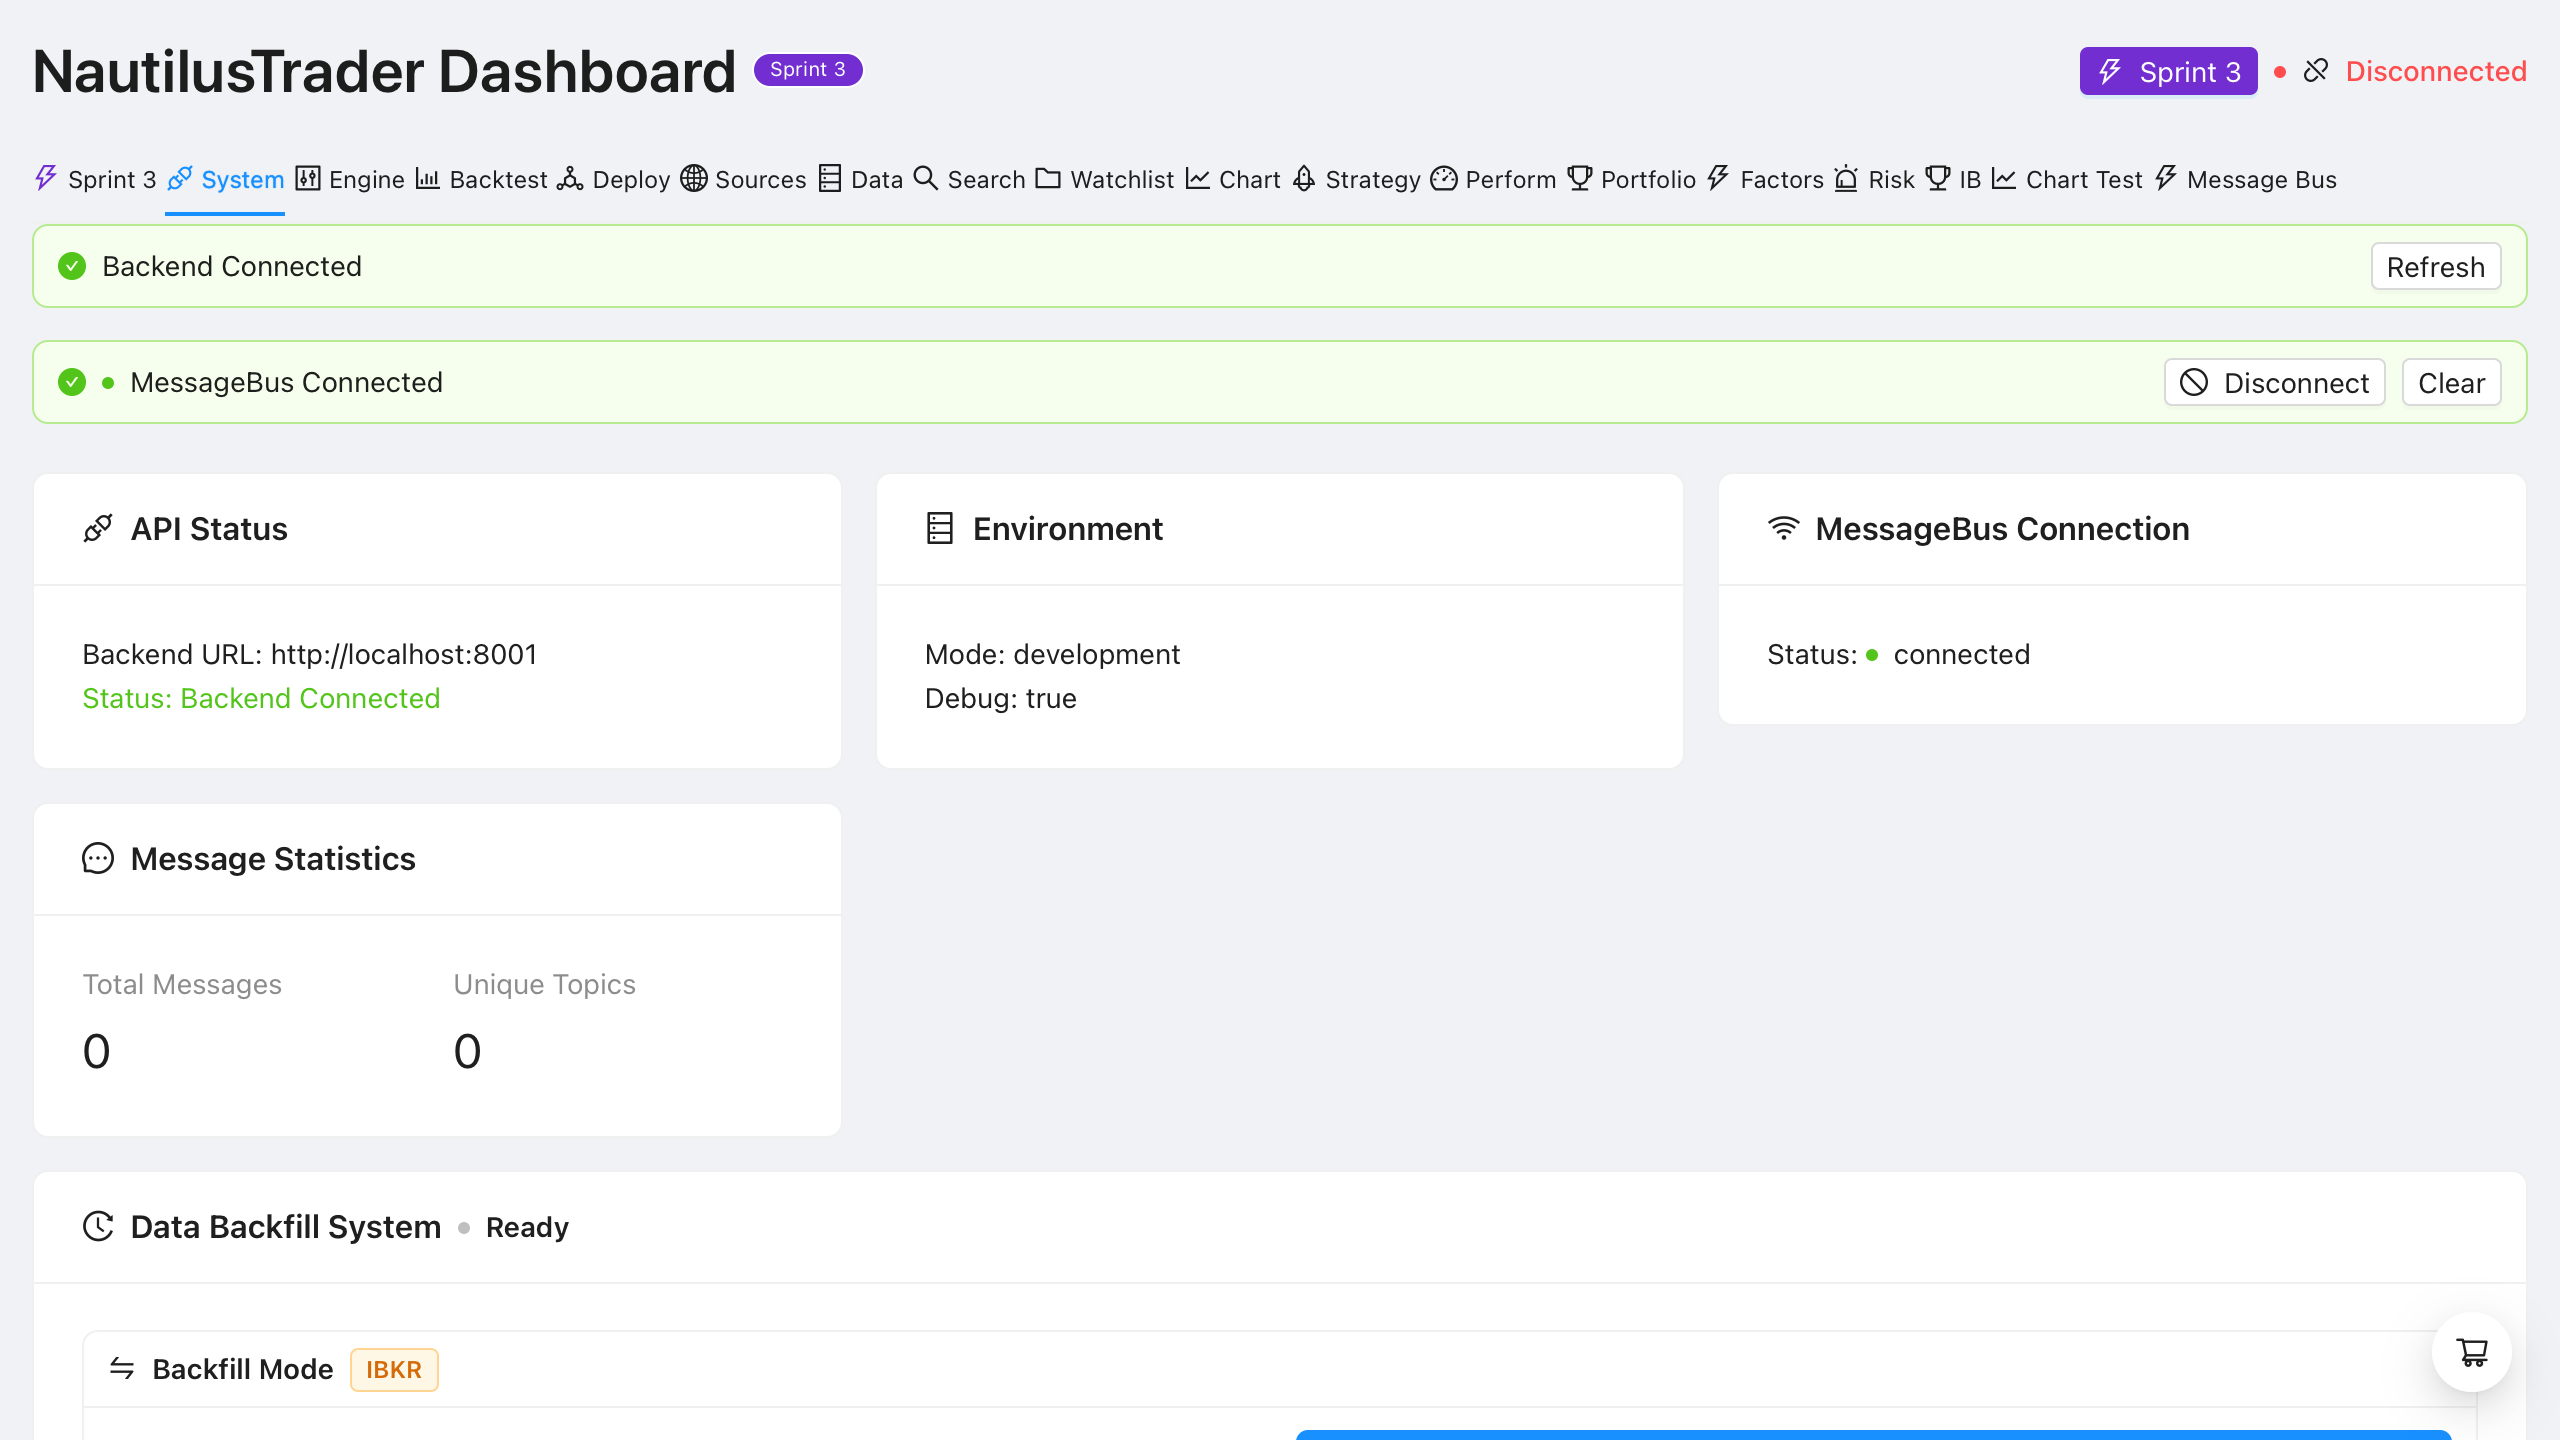 NautilusTrader Dashboard Sprint 3
Sprint 3 Disconnected
Sprint 3 System Engine Backtest Deploy Sources Data Search Watchlist Chart Strategy Perform Portfolio Factors Risk IB Chart Test Message Bus
Backend Connected Refresh
MessageBus Connected Disconnect Clear
API Status
Backend URL: http://localhost:8001
Status: Backend Connected
Environment
Mode: development
Debug: true
MessageBus Connection
Status: connected
Message Statistics
Total Messages Unique Topics
0 0
Data Backfill System Ready
Backfill Mode IBKR